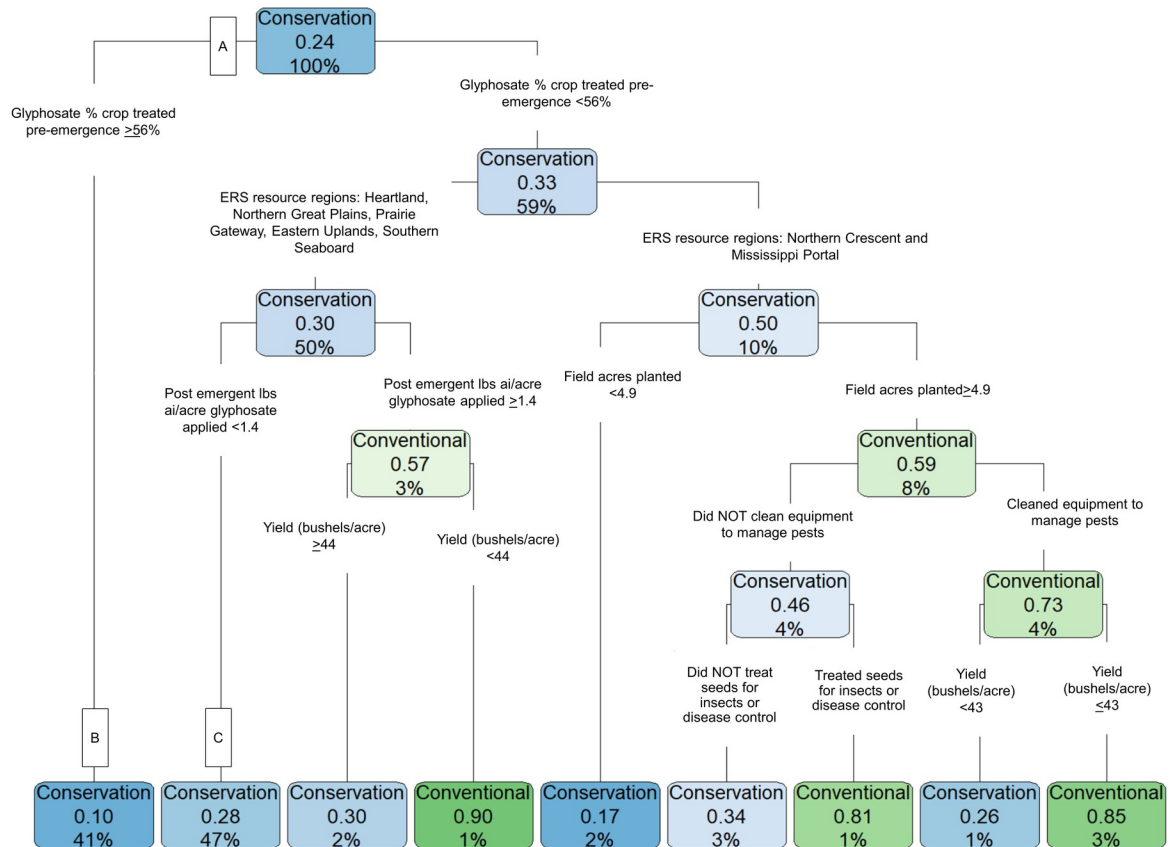 Conservation
0.24
100%
A
Glyphosate % crop treated
pre-emergence >56%
Glyphosate % crop treated pre-
emergence <56%
Conservation
0.33
59%
ERS resource regions: Heartland,
Northern Great Plains, Prairie
Gateway, Eastern Uplands, Southern
Seaboard
ERS resource regions: Northern Crescent and
Mississippi Portal
Conservation
0.30
50%
Conservation
0.50
10%
Post emergent lbs
ai/acre glyphosate
applied <1.4
Post emergent lbs ai/acre
glyphosate applied >1.4
Field acres planted
<4.9
Field acres planted>4.9
Conventional
0.57
3%
Conventional
0.59
8%
Yield (bushels/acre)
>44
Yield (bushels/acre)
<44
Did NOT clean equipment
to manage pests
Cleaned equipment to
manage pests
Conservation
0.46
4%
Conventional
0.73
4%
Did NOT treat
seeds for
insects or
disease control
Treated seeds
for insects or
disease control
Yield
(bushels/acre)
<43
Yield
(bushels/acre)
<43
B
C
Conservation
0.10
41%
Conservation
0.28
47%
Conservation
0.30
2%
Conventional
0.90
1%
Conservation
0.17
2%
Conservation
0.34
3%
Conventional
0.81
1%
Conservation
0.26
1%
Conventional
0.85
3%